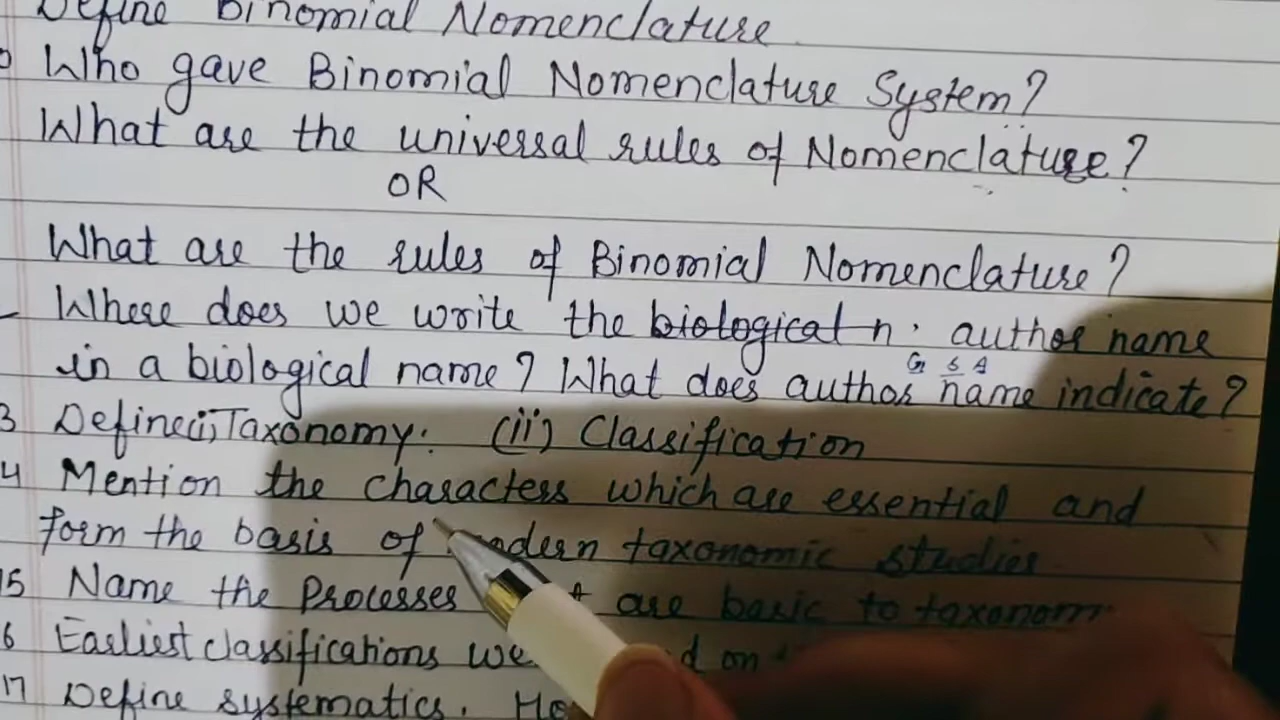 Define Binomial Nomenclature
Who gave Binomial Nomenclature System?
What are the universal rules of Nomenclature?
OR
What are the rules of Binomial Nomenclature?
Where does we write the biological n. author name
G S A
in a biological name? What does author name indicate?
3 Define(i) Taxonomy. (ii) Classification
4 Mention the characters which are essential and
form the basis of modern taxonomic studies
15 Name the Processes are basic to
6 Earliest classifications on
17 Define systematics.